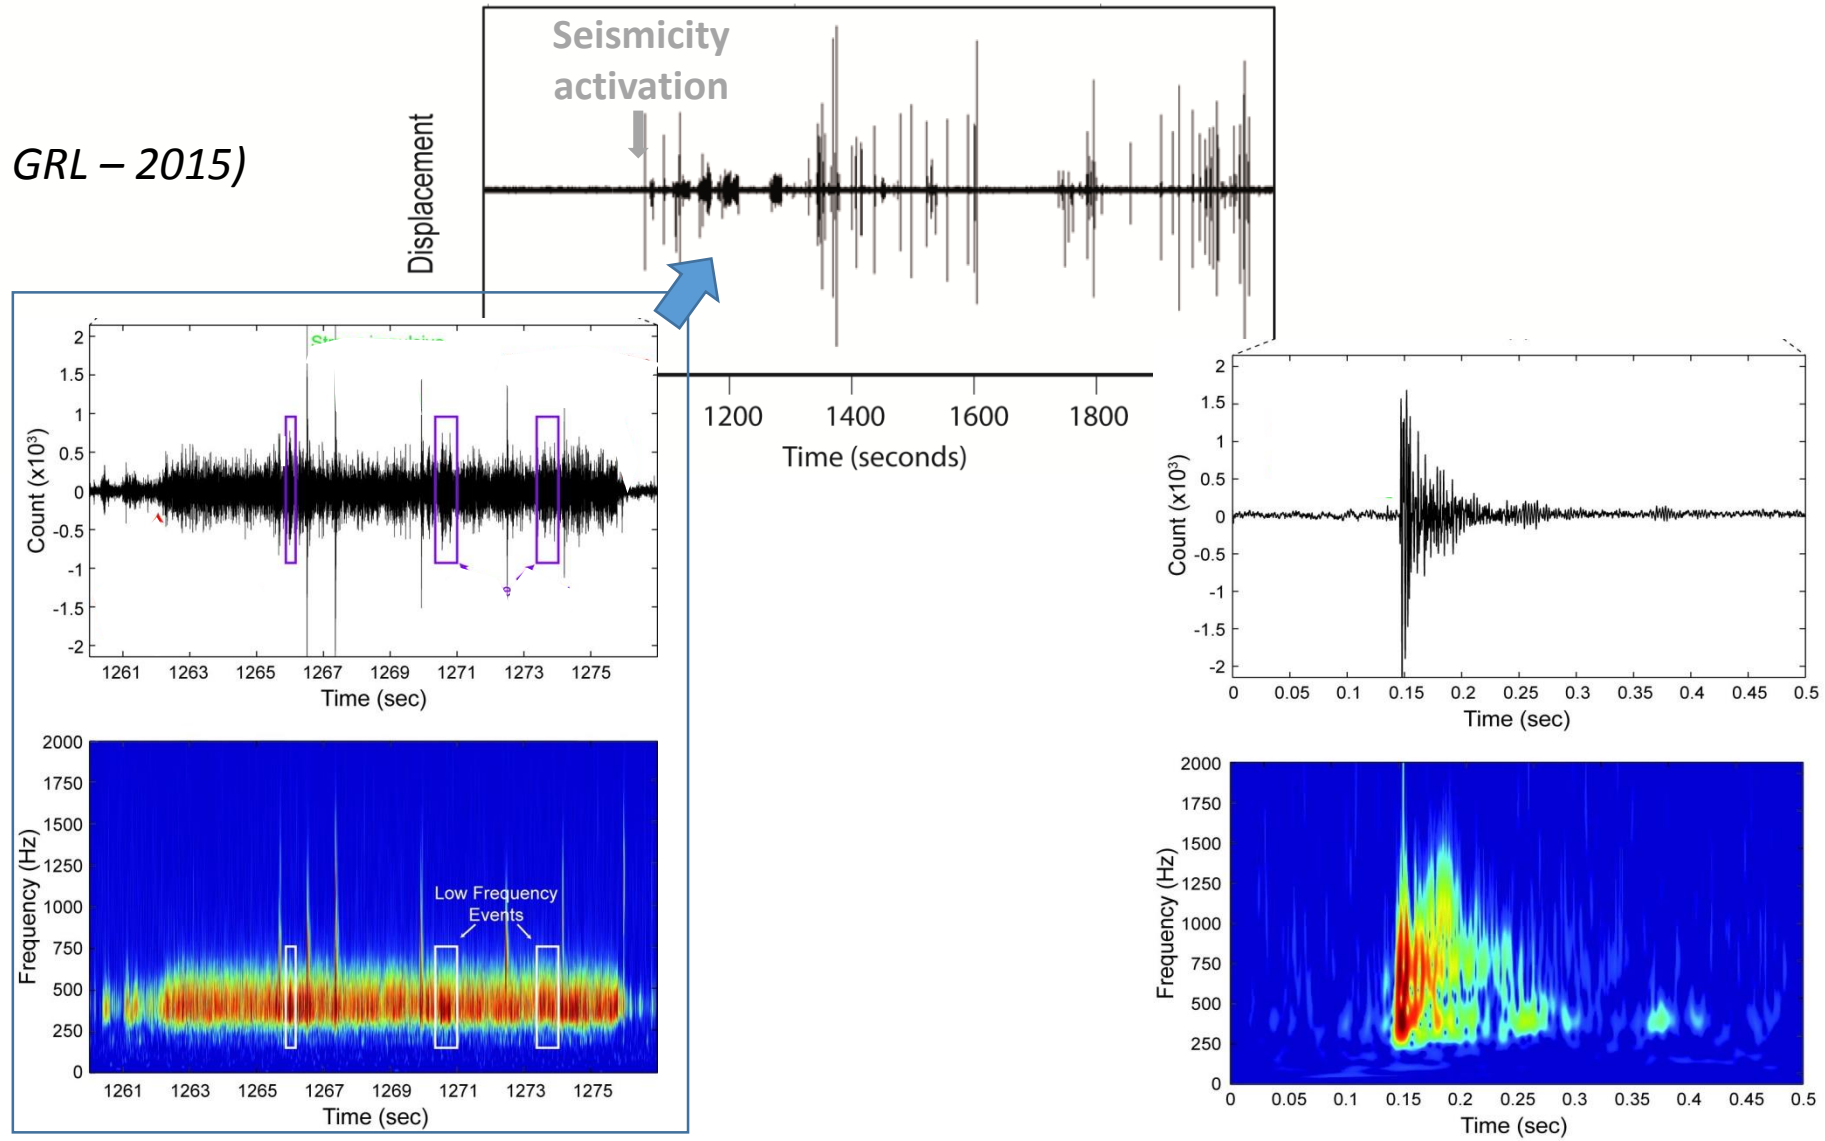 Seismicity
activation
GRL – 2015)
Displacement
1200 1400 1600 1800
Time (seconds)
2
1.5
1
0.5
0
-0.5
-1
-1.5
-2
Count (x10³)
1261 1263 1265 1267 1269 1271 1273 1275
Time (sec)
2
1.5
1
0.5
0
-0.5
-1
-1.5
-2
Count (x10³)
0 0.05 0.1 0.15 0.2 0.25 0.3 0.35 0.4 0.45 0.5
Time (sec)
2000
1750
1500
1250
1000
750
500
250
0
Frequency (Hz)
Low Frequency
Events
1261 1263 1265 1267 1269 1271 1273 1275
Time (sec)
2000
1750
1500
1250
1000
750
500
250
0
Frequency (Hz)
0 0.1 0.1 0.15 0.2 0.25 0.3 0.35 0.4 0.45 0.5
Time (sec)